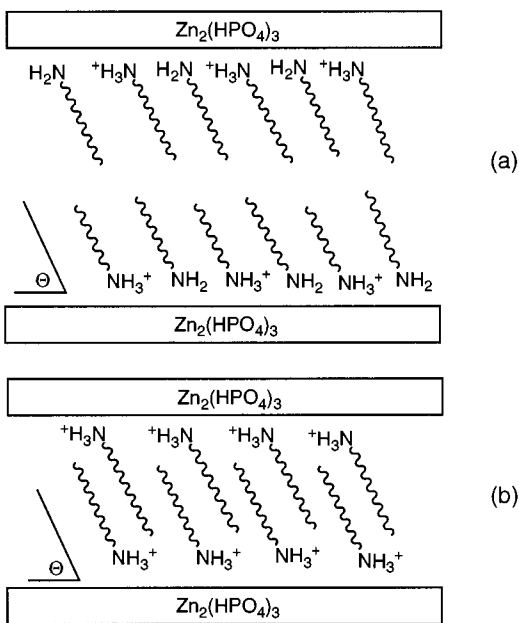 Zn₂(HPO₄)₃
H₂N ⁺H₃N H₂N ⁺H₃N H₂N ⁺H₃N
(a)
Θ
NH₃⁺ NH₂ NH₃⁺ NH₂ NH₃⁺ NH₂
Zn₂(HPO₄)₃
Zn₂(HPO₄)₃
⁺H₃N ⁺H₃N ⁺H₃N ⁺H₃N
(b)
Θ
NH₃⁺ NH₃⁺ NH₃⁺ NH₃⁺
Zn₂(HPO₄)₃